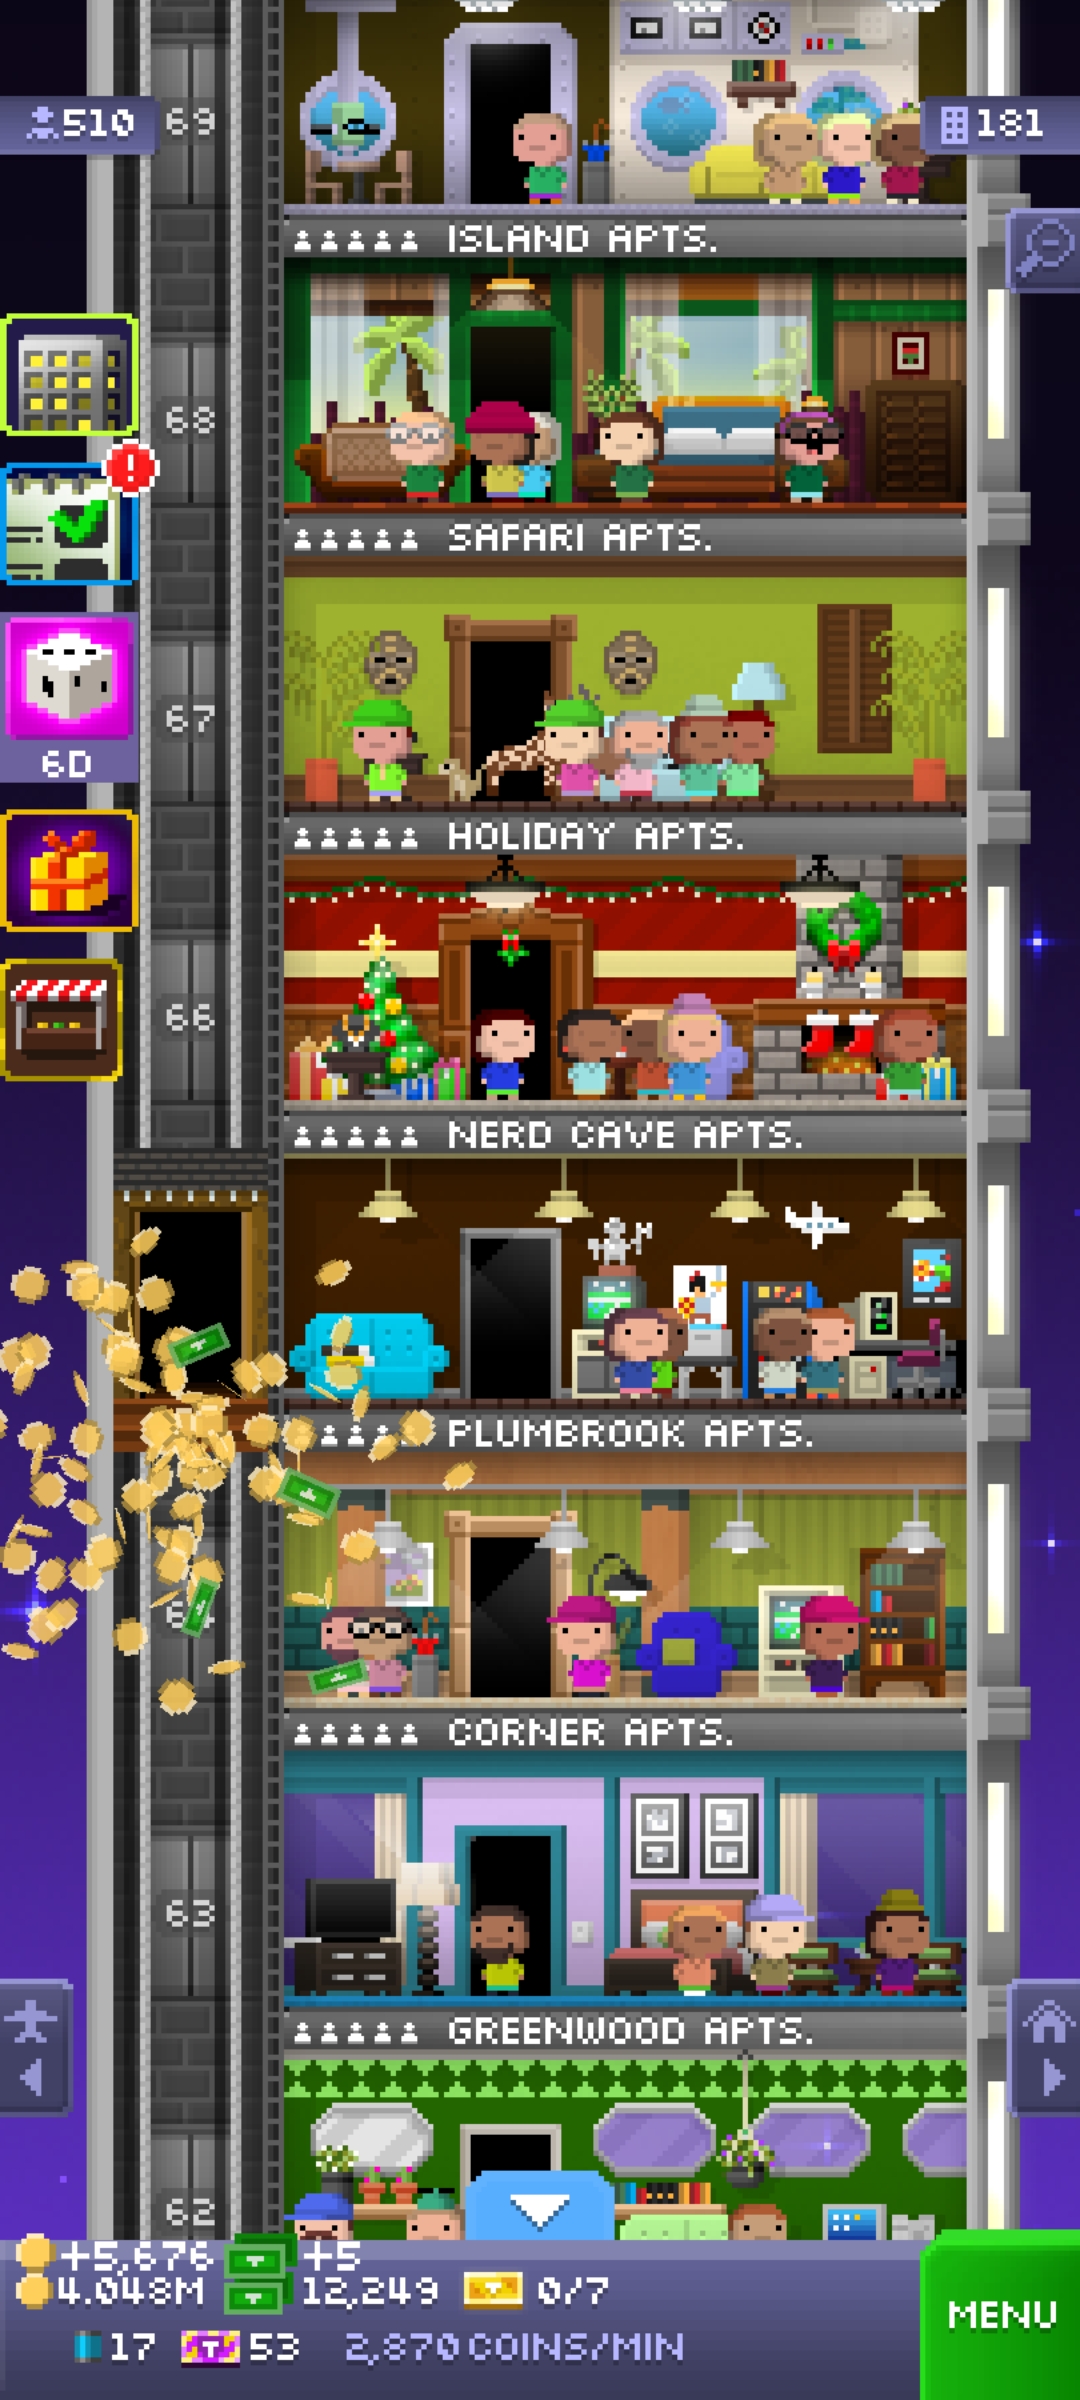 510
69
181
ISLAND APTS.
68
SAFARI APTS.
67
6D
HOLIDAY APTS.
66
NERD CAVE APTS.
PLUMBROOK APTS.
CORNER APTS.
63
GREENWOOD APTS.
62
+5,676 +5
4.048M 12,249 0/7
MENU
17 53 2,870 COINS/MIN